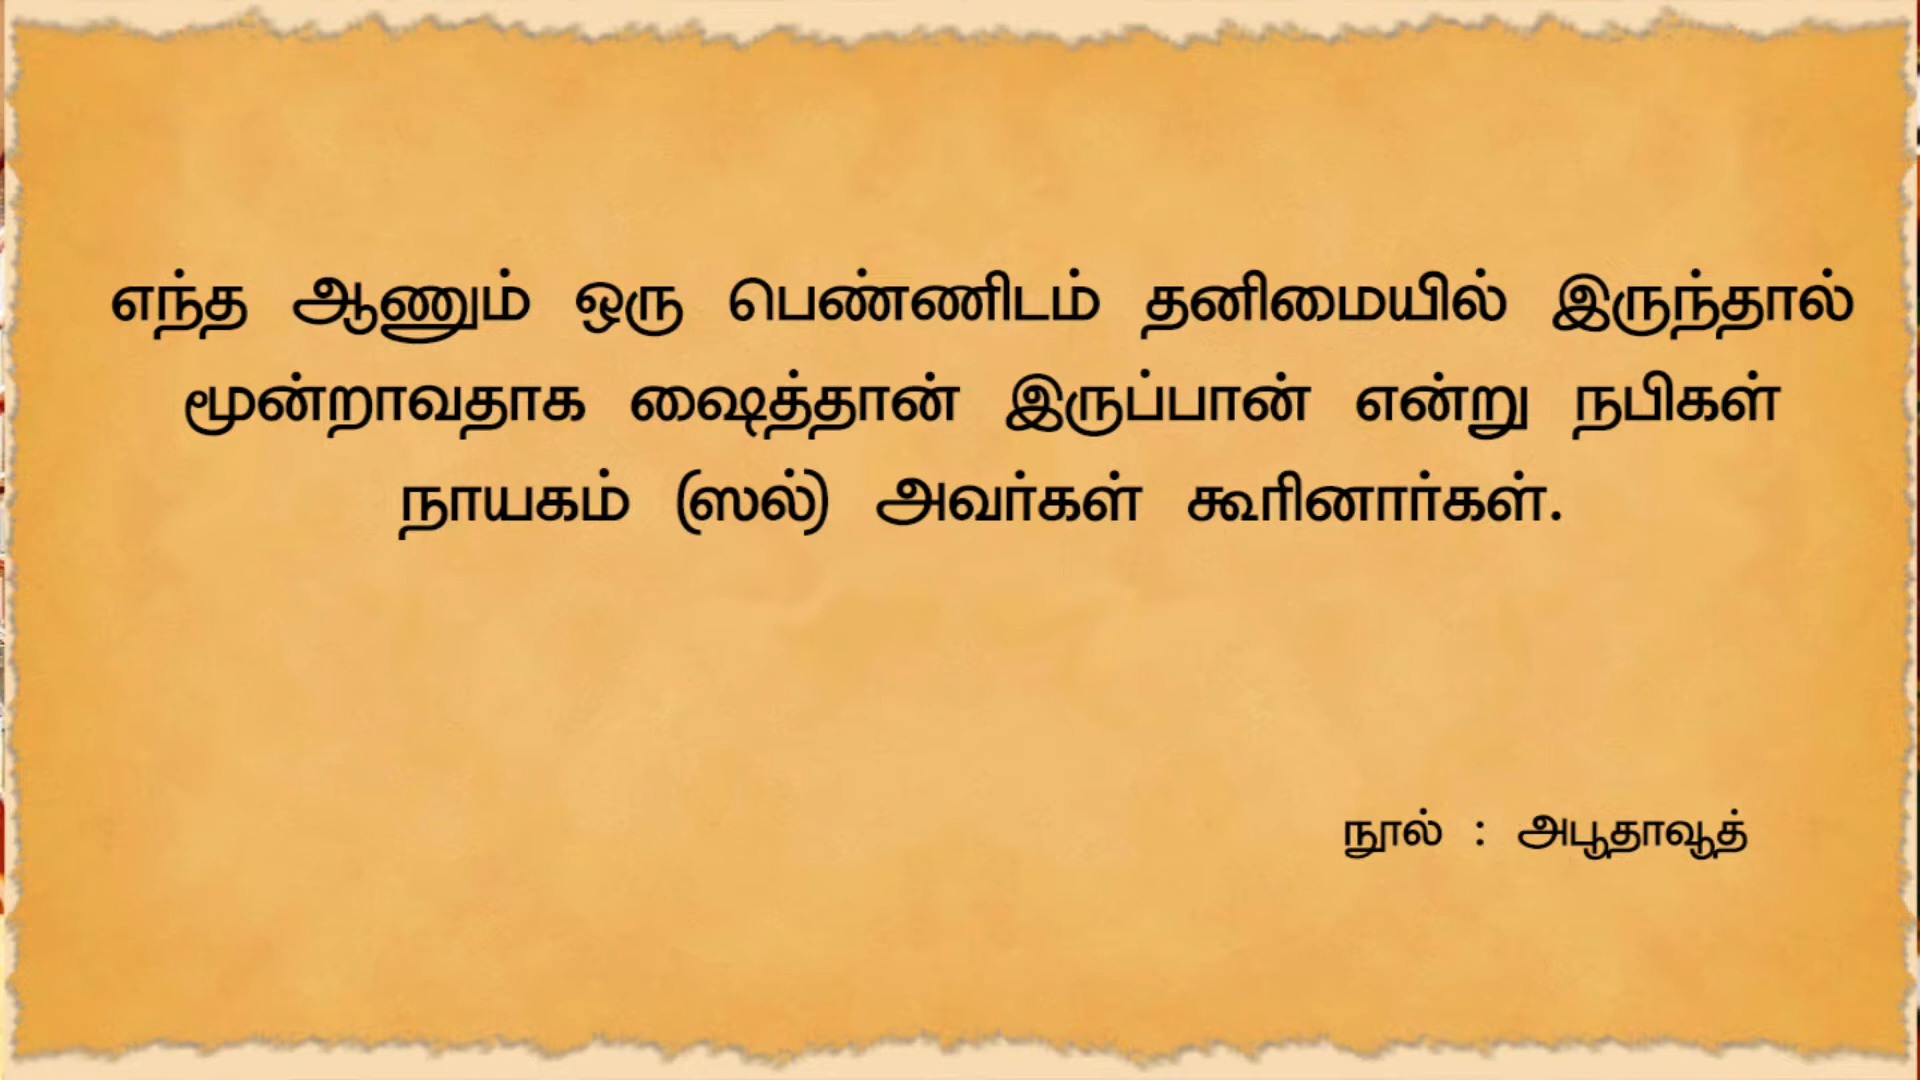 எந்த ஆணும் ஒரு பெண்ணிடம் தனிமையில் இருந்தால்
மூன்றாவதாக ஷைத்தான் இருப்பான் என்று நபிகள்
நாயகம் (ஸல்) அவர்கள் கூரினார்கள்.
நூல் : அபூதாவூத்